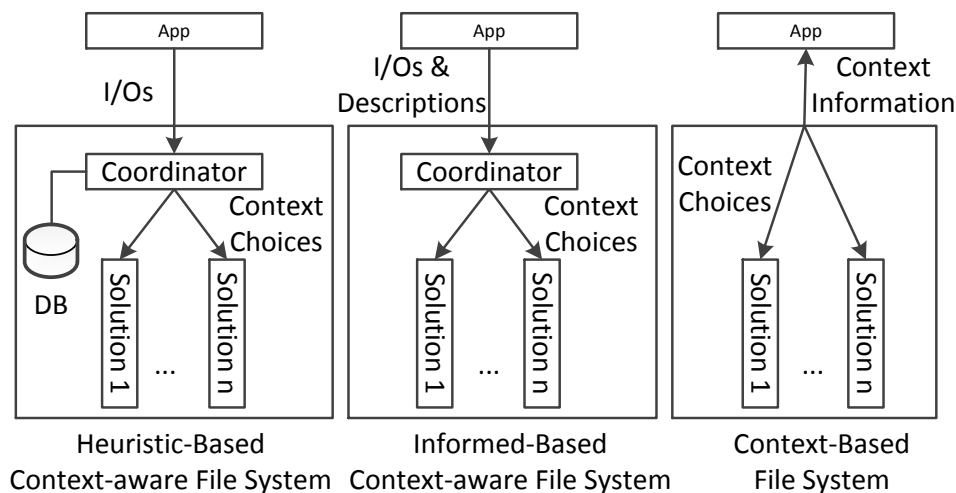 App
I/Os
Coordinator
Context
Choices
DB
Solution 1
...
Solution n
Heuristic-Based
Context-aware File System
App
I/Os &
Descriptions
Coordinator
Context
Choices
Solution 1
...
Solution n
Informed-Based
Context-aware File System
App
Context
Information
Context
Choices
Solution 1
...
Solution n
Context-Based
File System